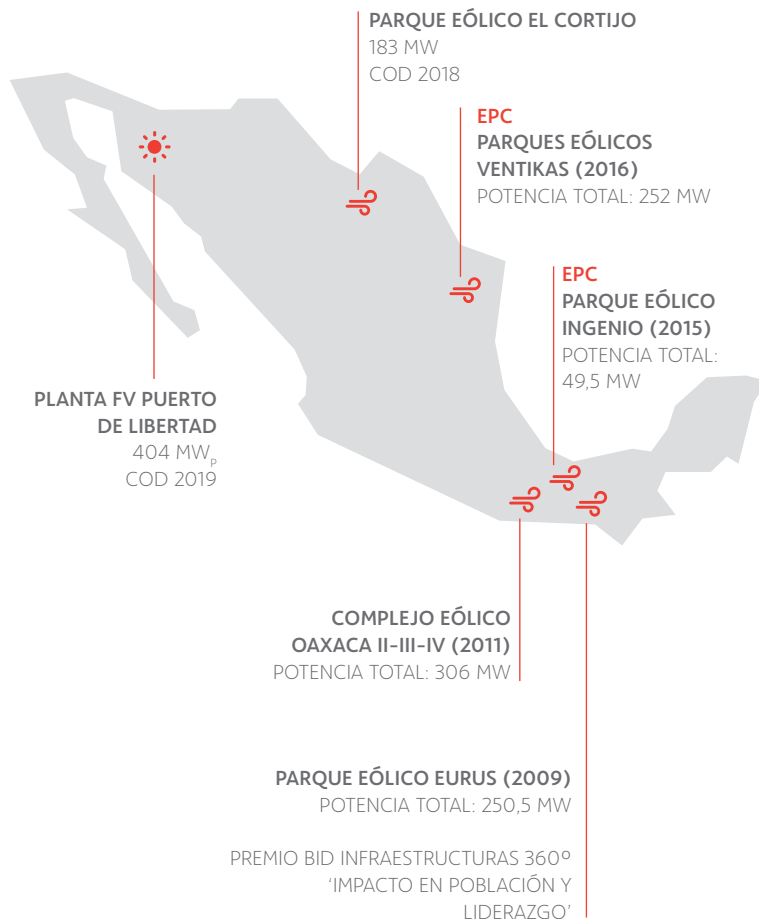 PARQUE EÓLICO EL CORTIJO
183 MW
COD 2018
EPC
PARQUES EÓLICOS
VENTIKAS (2016)
POTENCIA TOTAL: 252 MW
EPC
PARQUE EÓLICO
INGENIO (2015)
POTENCIA TOTAL:
49,5 MW
PLANTA FV PUERTO
DE LIBERTAD
404 MWp
COD 2019
COMPLEJO EÓLICO
OAXACA II-III-IV (2011)
POTENCIA TOTAL: 306 MW
PARQUE EÓLICO EURUS (2009)
POTENCIA TOTAL: 250,5 MW
PREMIO BID INFRAESTRUCTURAS 360º
‘IMPACTO EN POBLACIÓN Y
LIDERAZGO’